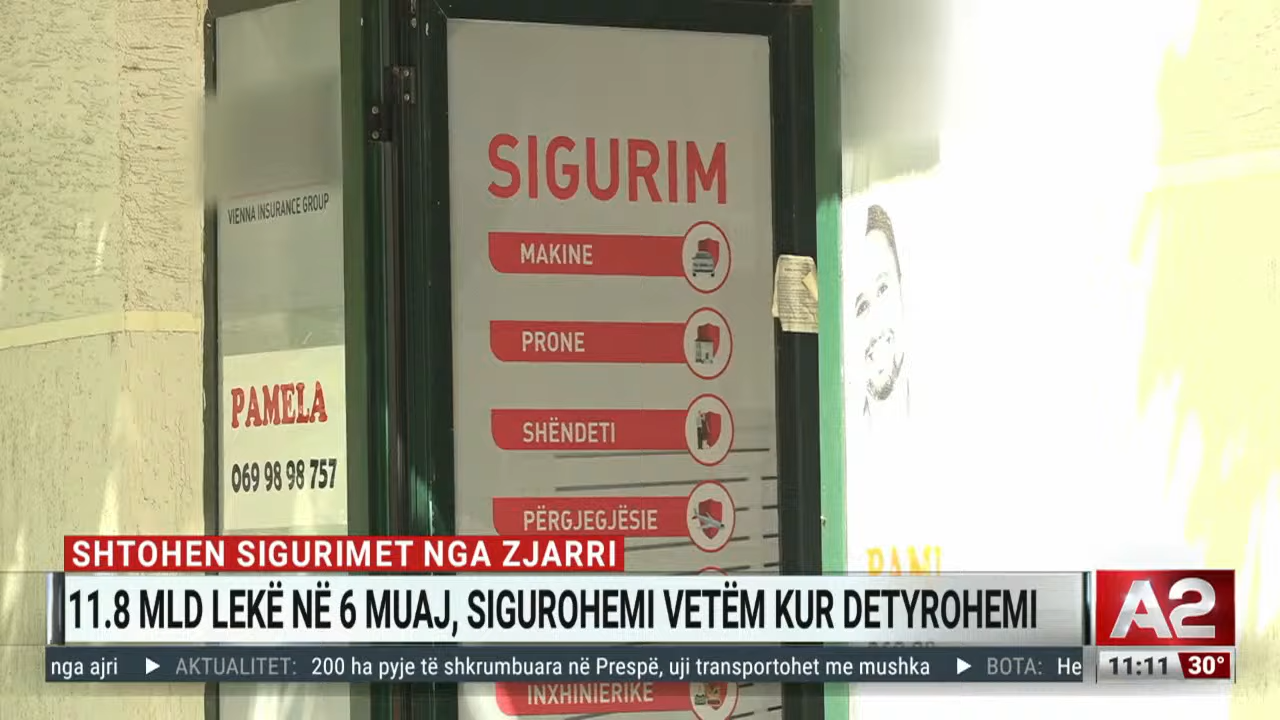 SIGURIM
VIENNA INSURANCE GROUP
MAKINE
PRONE
PAMELA
SHËNDETI
069 98 98 757
PËRGJEGJËSIE
SHTOHEN SIGURIMET NGA ZJARRI
11.8 MLD LEKË NË 6 MUAJ, SIGUROHEMI VETËM KUR DETYROHEMI
A2
nga ajri ▶ AKTUALITET: 200 ha pyje të shkrumbuara në Prespë, uji transportohet me mushka ▶ BOTA: He
11:11 30°
INXHINIERIKE